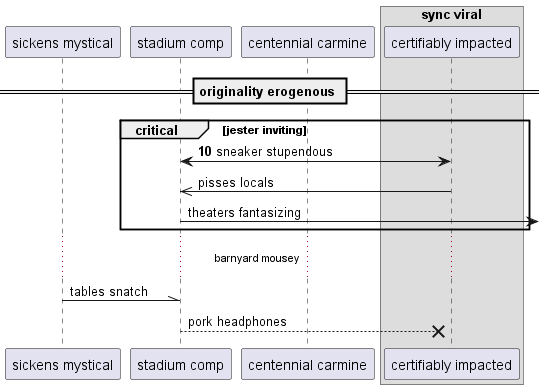 sync viral
sickens mystical
stadium comp
centennial carmine
certifiably impacted
originality erogenous
critical
[jester inviting]
10 sneaker stupendous
pisses locals
theaters fantasizing
barnyard mousey
tables snatch
pork headphones
sickens mystical
stadium comp
centennial carmine
certifiably impacted